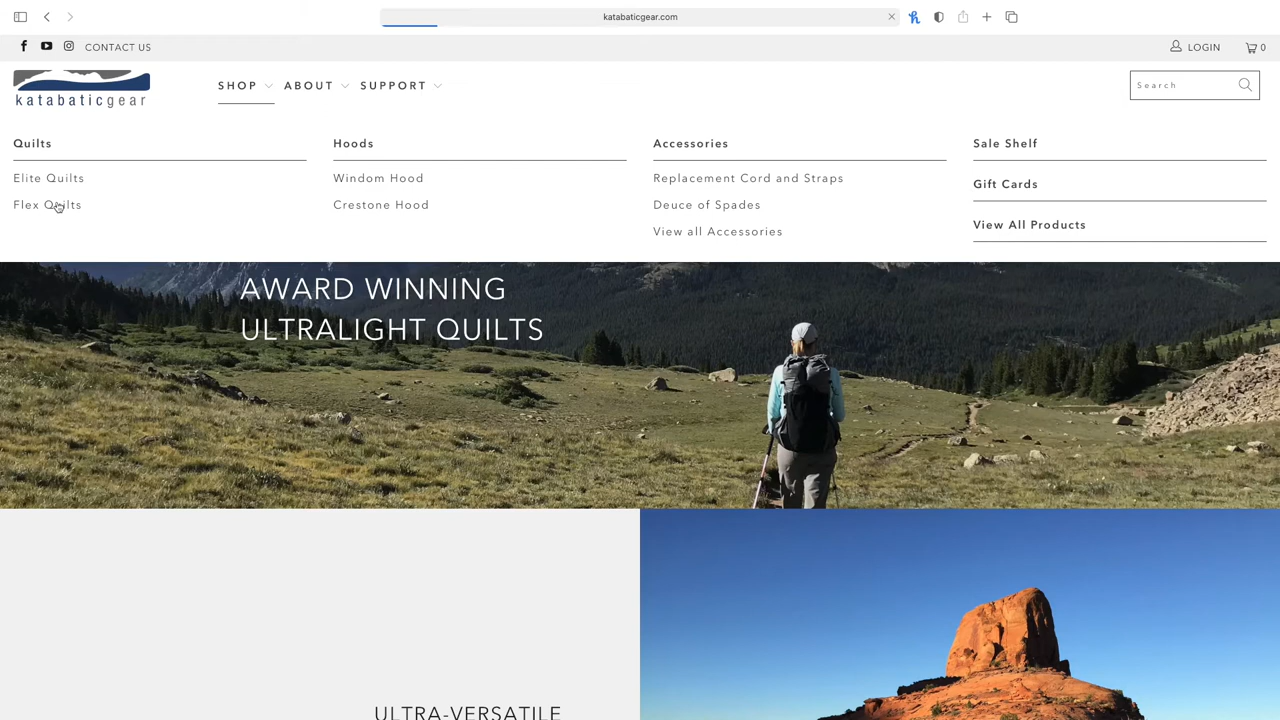 katabaticgear.com
CONTACT US
LOGIN
0
katabaticgear
SHOP
ABOUT
SUPPORT
Search
Quilts
Hoods
Accessories
Sale Shelf
Elite Quilts
Windom Hood
Replacement Cord and Straps
Gift Cards
Flex Quilts
Crestone Hood
Deuce of Spades
View All Products
View all Accessories
AWARD WINNING
ULTRALIGHT QUILTS
ULTRA-VERSATILE